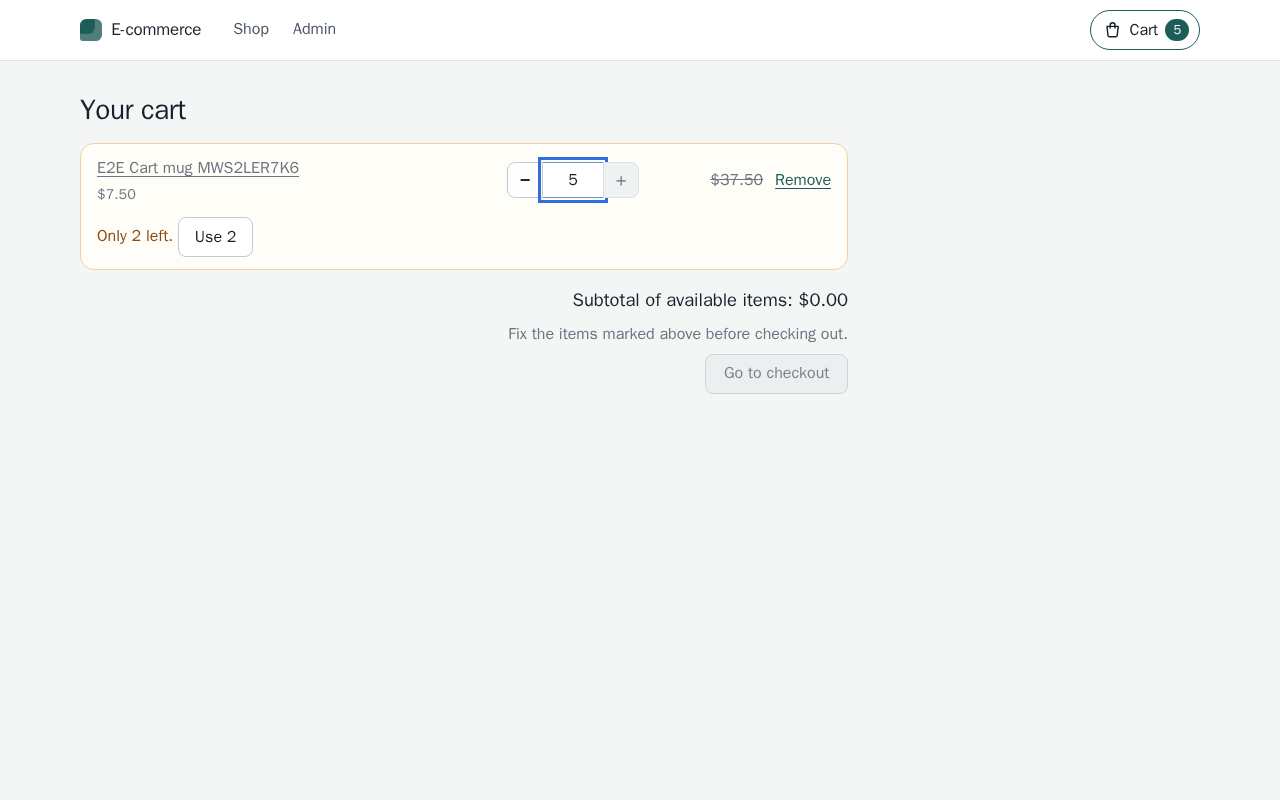 E-commerce Shop Admin Cart 5
Your cart
E2E Cart mug MWS2LER7K6
$7.50
− 5 + $37.50 Remove
Only 2 left. Use 2
Subtotal of available items: $0.00
Fix the items marked above before checking out.
Go to checkout